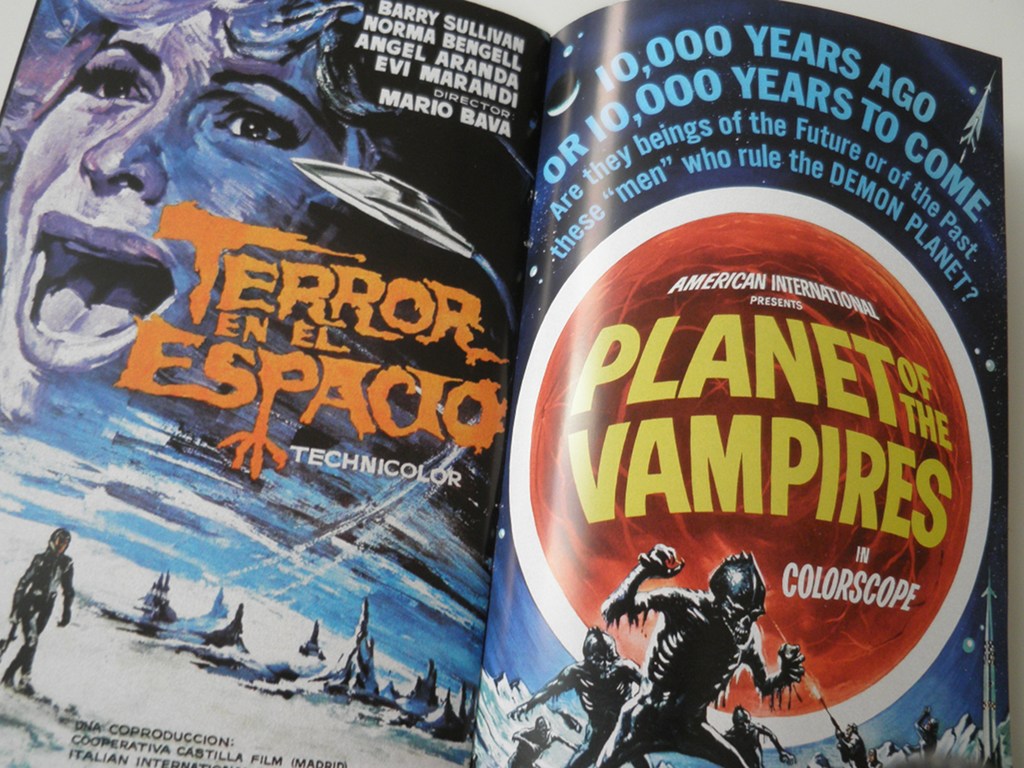 BARRY SULLIVAN
NORMA BENGELL
ANGEL ARANDA
EVI MARANDI
DIRECTOR:
MARIO BAVA
TERROR
EN EL
ESPACIO
TECHNICOLOR
UNA COPRODUCCION:
COOPERATIVA CASTILLA FILM (MADRID)
ITALIAN INTERNATIONAL
10,000 YEARS AGO
OR 10,000 YEARS TO COME
Are they beings of the Future or of the Past
these "men" who rule the DEMON PLANET?
AMERICAN INTERNATIONAL
PRESENTS
PLANET OF THE
VAMPIRES
IN
COLORSCOPE